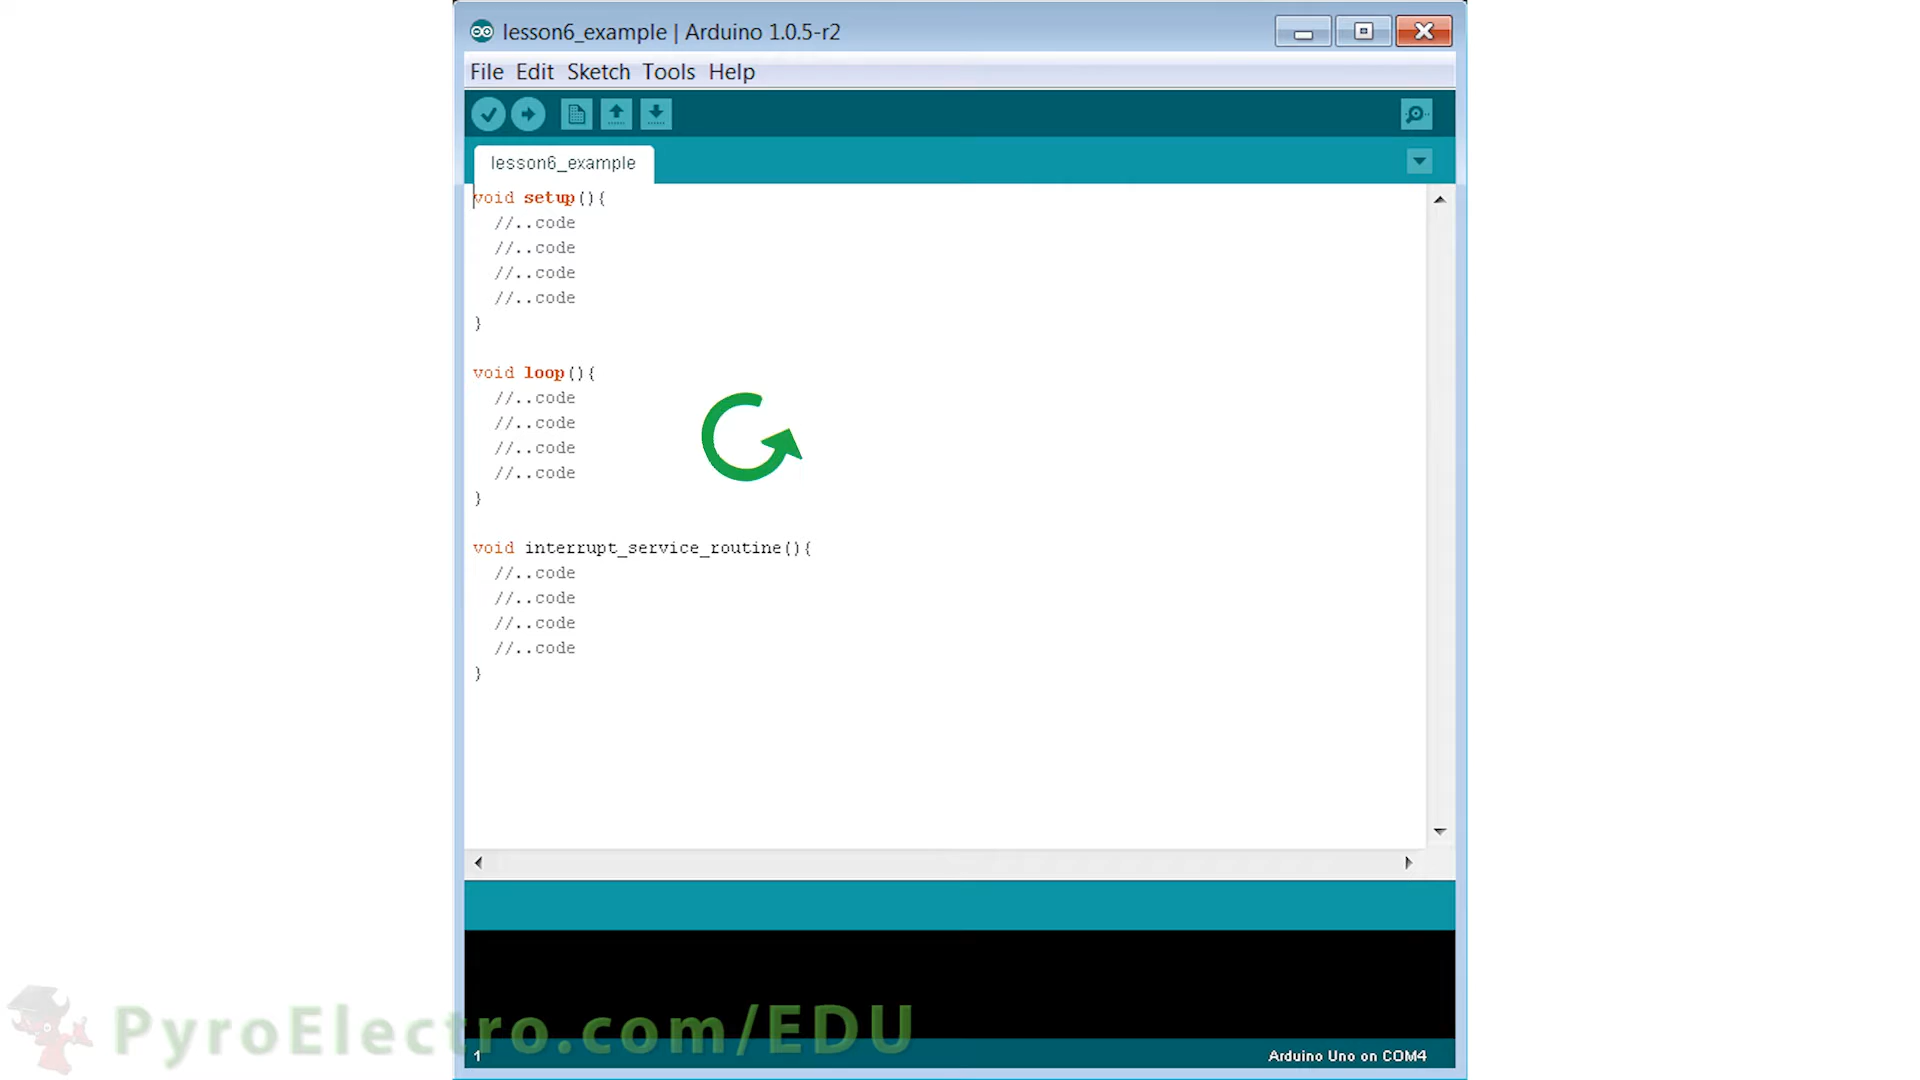 lesson6_example | Arduino 1.0.5-r2
File Edit Sketch Tools Help
lesson6_example
void setup(){
//..code
//..code
//..code
//..code
}
void loop(){
//..code
//..code
//..code
//..code
}
void interrupt_service_routine(){
//..code
//..code
//..code
//..code
}
PyroElectro.com/EDU
1
Arduino Uno on COM4